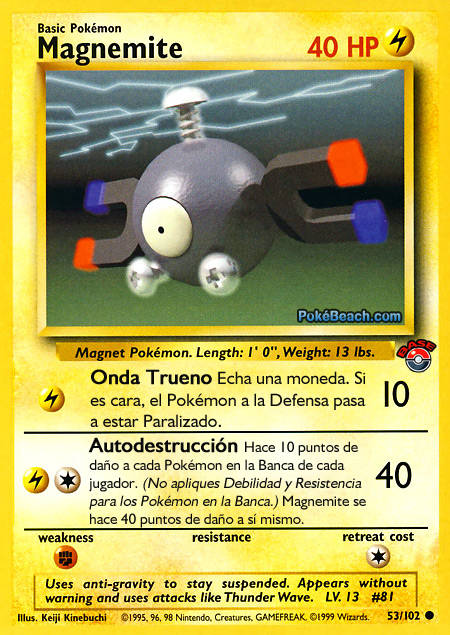 Basic Pokémon
Magnemite 40 HP
PokéBeach.com
Magnet Pokémon. Length: 1' 0", Weight: 13 lbs.
BASE
Onda Trueno Echa una moneda. Si
es cara, el Pokémon a la Defensa pasa
a estar Paralizado.
10
Autodestrucción Hace 10 puntos de
daño a cada Pokémon en la Banca de cada
jugador. (No apliques Debilidad y Resistencia
para los Pokémon en la Banca.) Magnemite se
hace 40 puntos de daño a sí mismo.
40
weakness resistance retreat cost
Uses anti-gravity to stay suspended. Appears without
warning and uses attacks like Thunder Wave. LV. 13 #81
Illus. Keiji Kinebuchi ©1995, 96, 98 Nintendo, Creatures, GAMEFREAK. ©1999 Wizards. 53/102